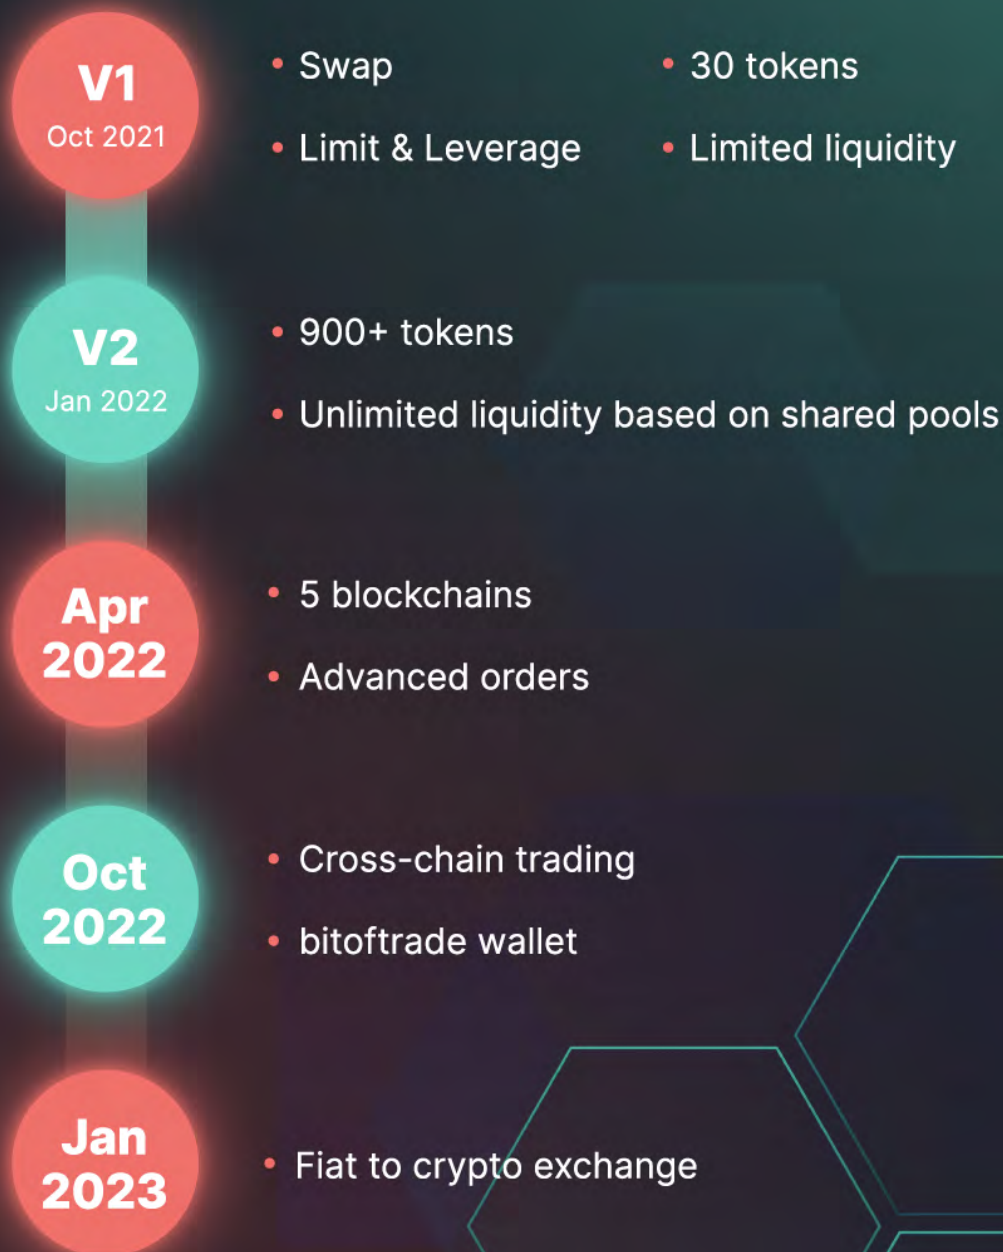 V1
Oct 2021
Swap
30 tokens
Limit & Leverage
Limited liquidity
V2
Jan 2022
900+ tokens
Unlimited liquidity based on shared pools
Apr
2022
5 blockchains
Advanced orders
Oct
2022
Cross-chain trading
bitoftrade wallet
Jan
2023
Fiat to crypto exchange